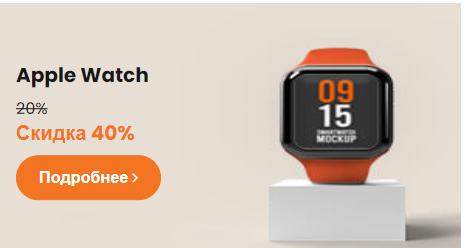 Apple Watch
20%
Скидка 40%
Подробнее >
09
15
SMARTWATCH
MOCKUP